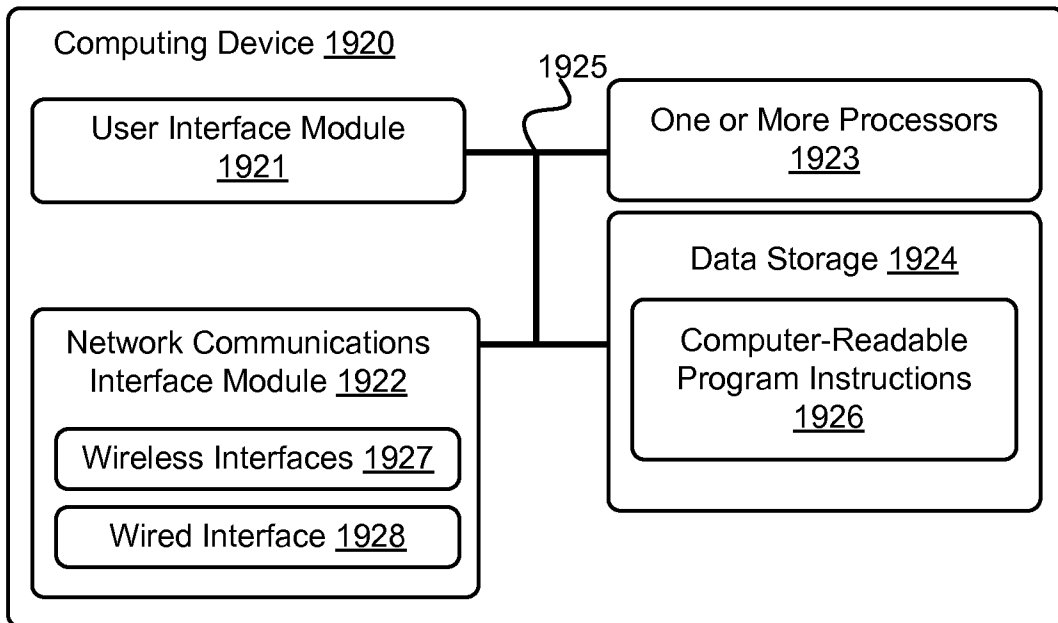 Computing Device 1920
1925
User Interface Module
1921
One or More Processors
1923
Data Storage 1924
Computer-Readable
Program Instructions
1926
Network Communications
Interface Module 1922
Wireless Interfaces 1927
Wired Interface 1928